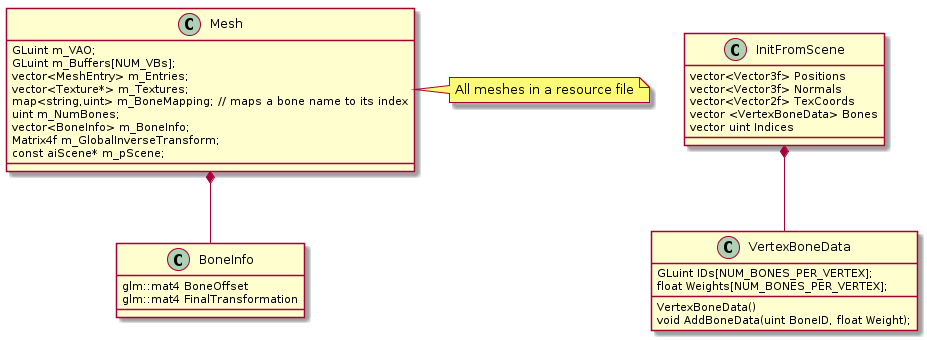 C Mesh
GLuint m_VAO;
GLuint m_Buffers[NUM_VBs];
vector<MeshEntry> m_Entries;
vector<Texture*> m_Textures;
map<string,uint> m_BoneMapping; // maps a bone name to its index
uint m_NumBones;
vector<BoneInfo> m_BoneInfo;
Matrix4f m_GlobalInverseTransform;
const aiScene* m_pScene;
All meshes in a resource file
C InitFromScene
vector<Vector3f> Positions
vector<Vector3f> Normals
vector<Vector2f> TexCoords
vector <VertexBoneData> Bones
vector uint Indices
C BoneInfo
glm::mat4 BoneOffset
glm::mat4 FinalTransformation
C VertexBoneData
GLuint IDs[NUM_BONES_PER_VERTEX];
float Weights[NUM_BONES_PER_VERTEX];
VertexBoneData()
void AddBoneData(uint BoneID, float Weight);